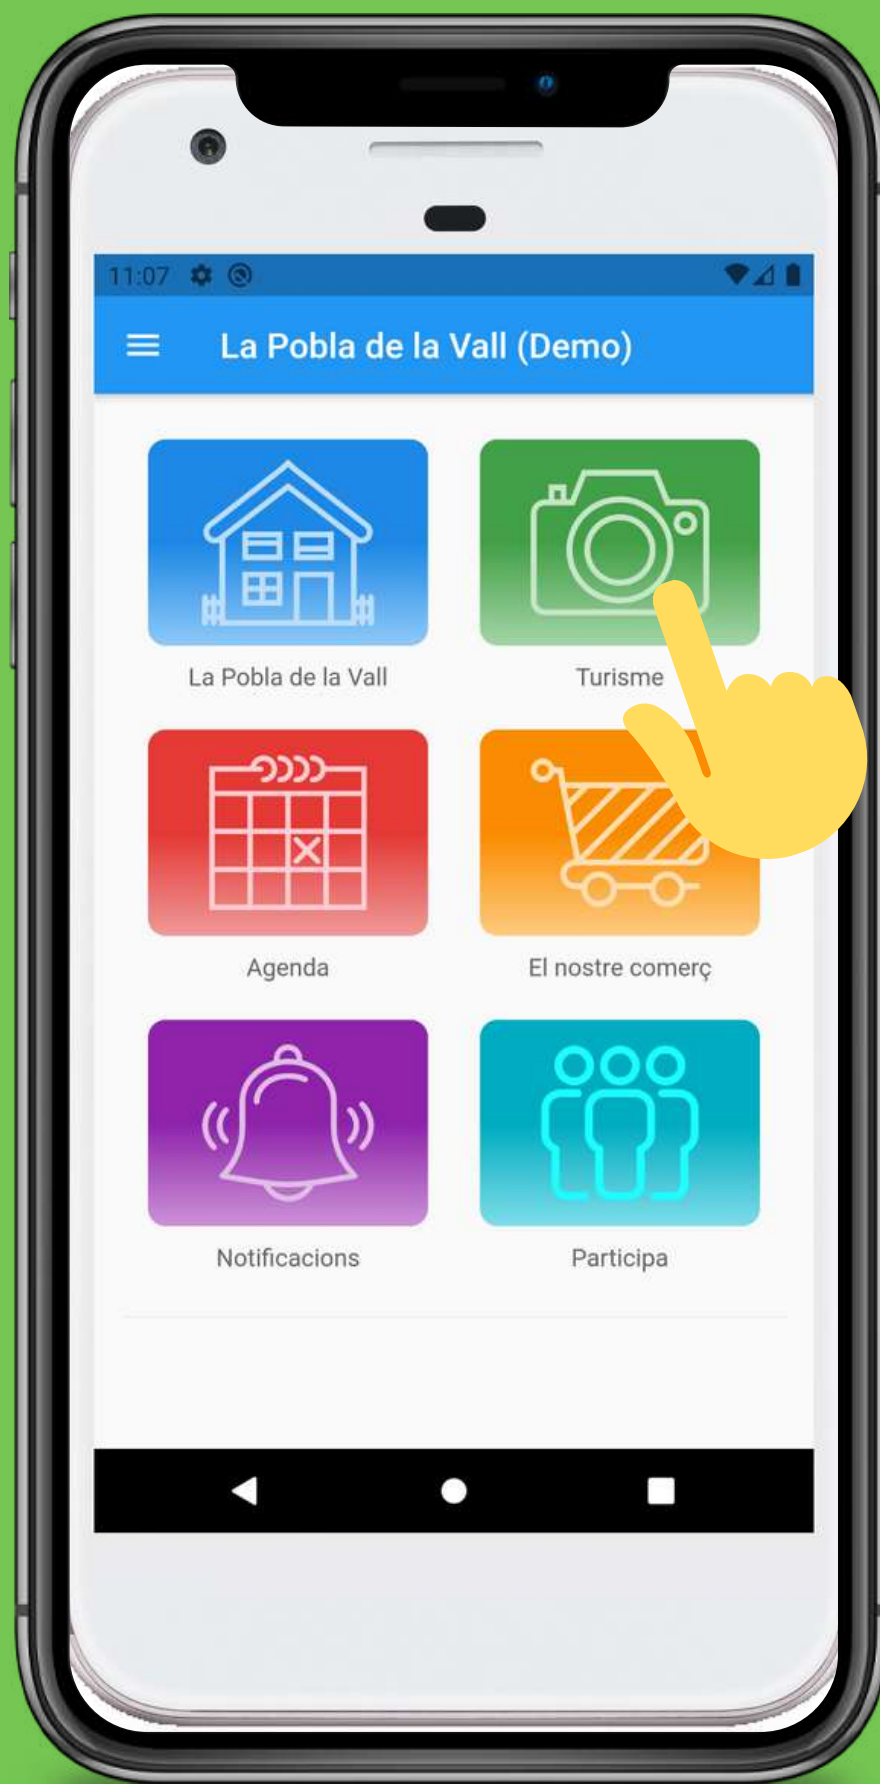 11:07
La Pobla de la Vall (Demo)
La Pobla de la Vall
Turisme
Agenda
El nostre comerç
Notificacions
Participa